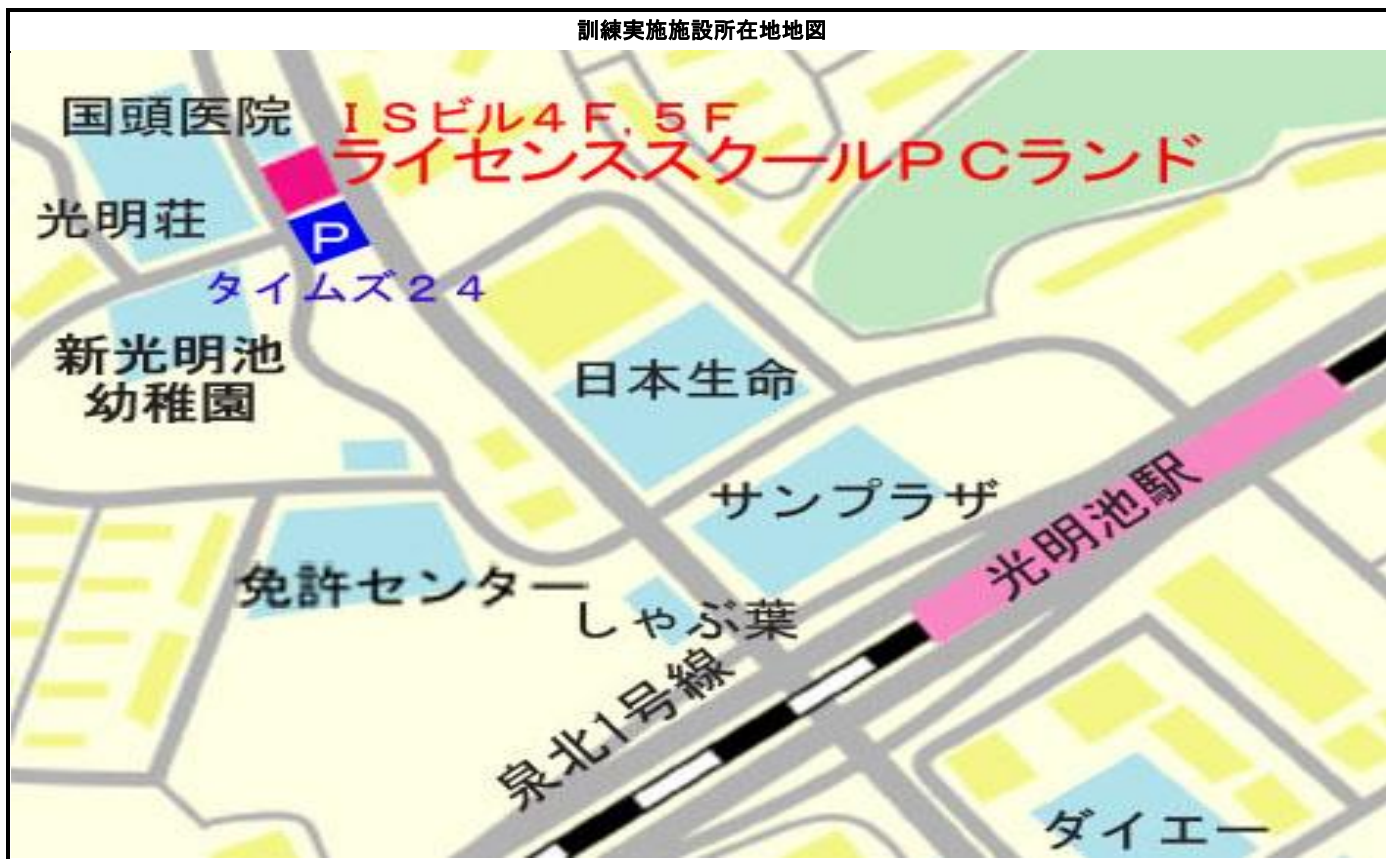 訓練実施施設所在地地図
国頭医院
ISビル4F,5F
ライセンススクールPCランド
光明荘
P
タイムズ24
新光明池
幼稚園
日本生命
サンプラザ
光明池駅
免許センター
しゃぶ葉
泉北1号線
ダイエー